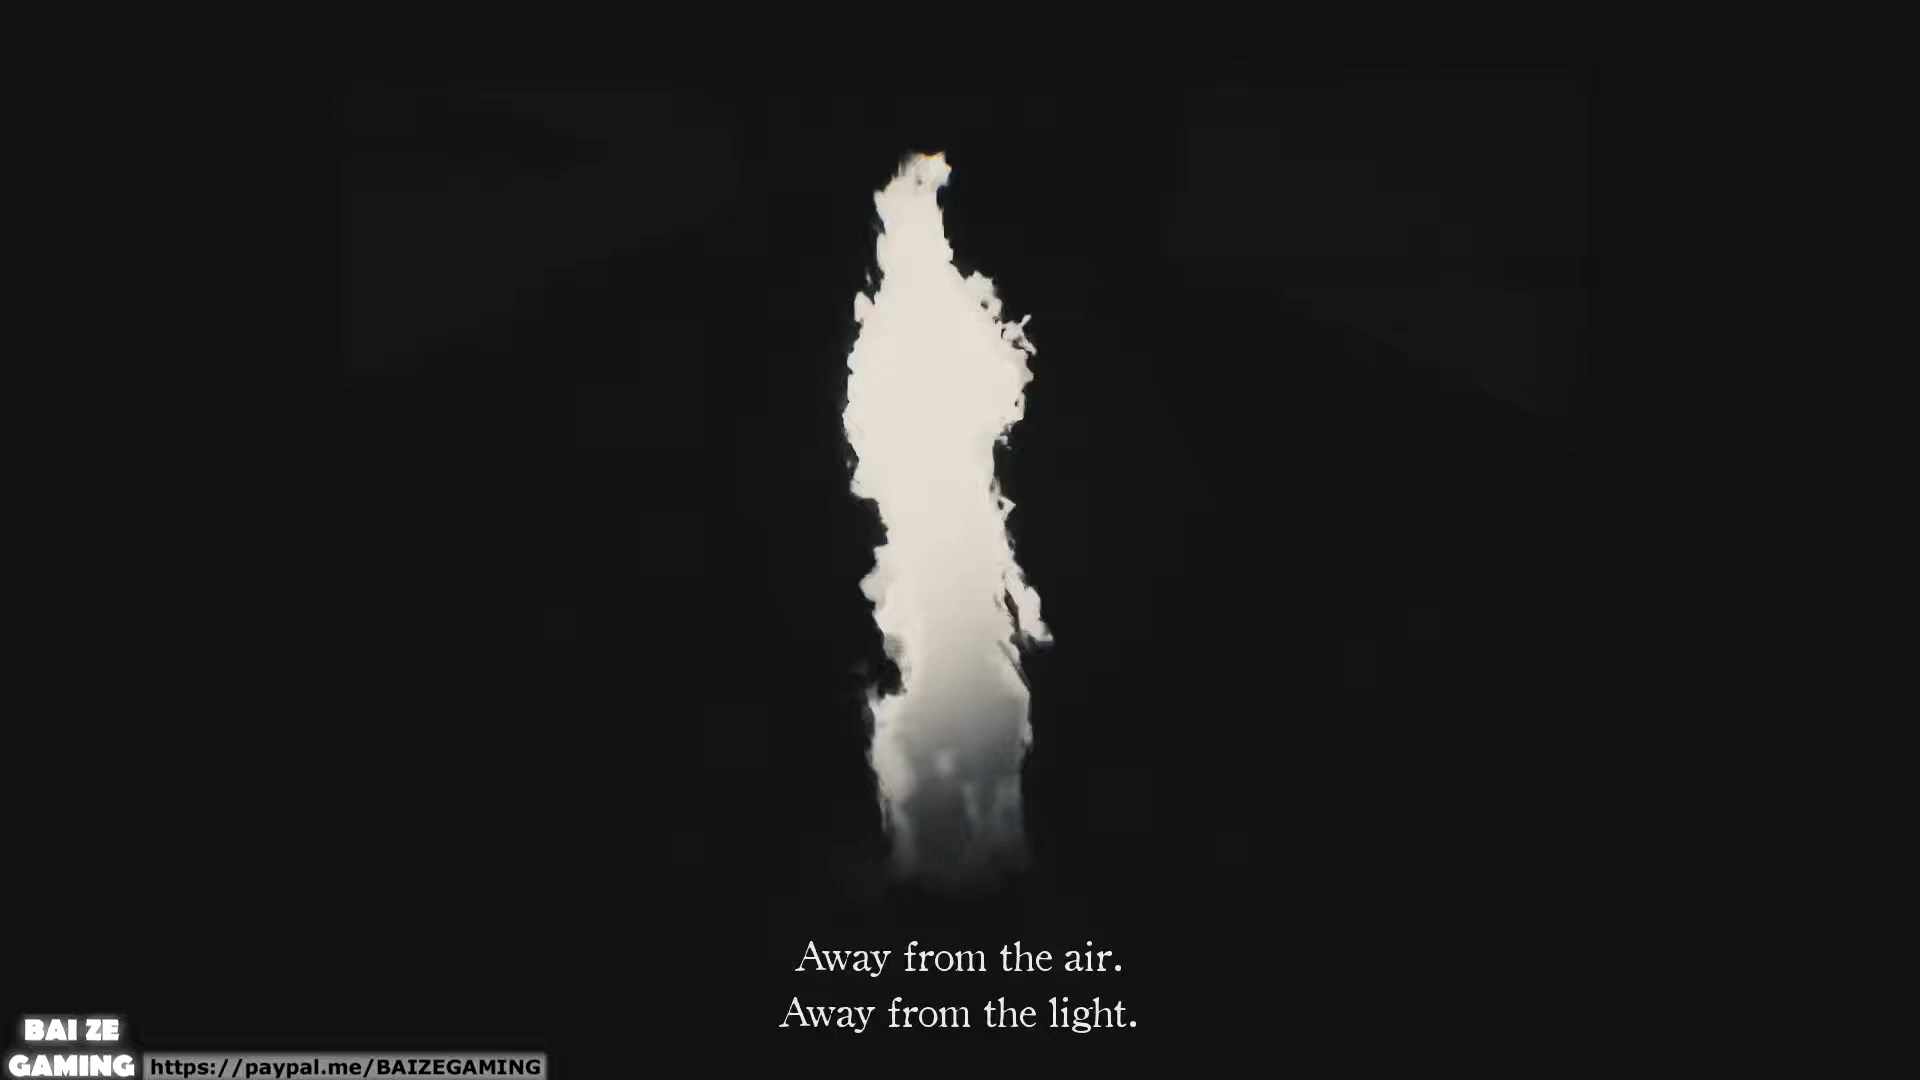 Away from the air.
Away from the light.
BAI ZE
GAMING
https://paypal.me/BAIZEGAMING